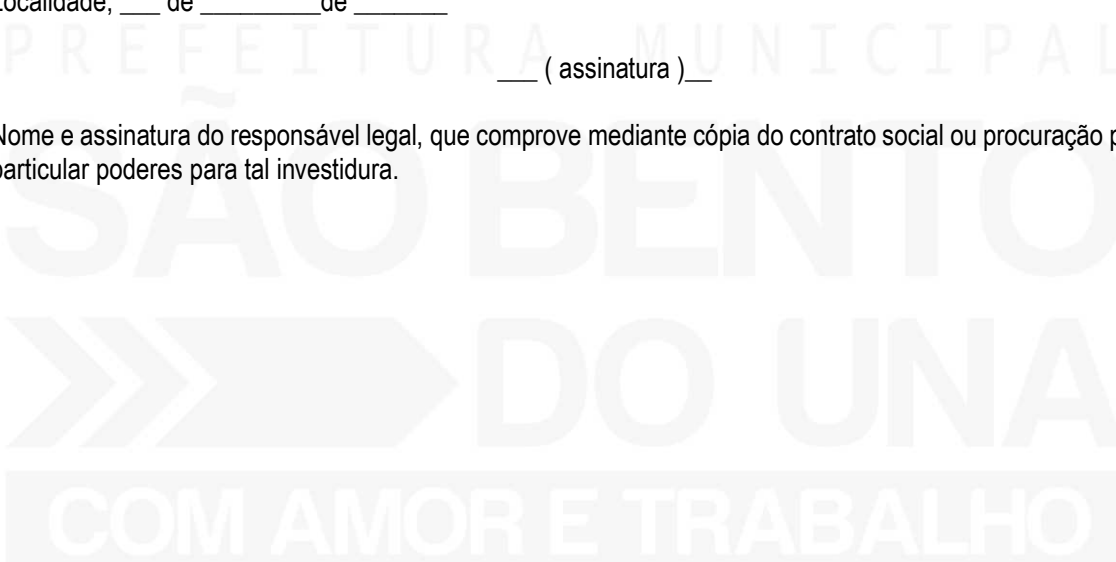 Localidade, ___ de _________de _______
PREFEITURA MUNICIPAL
___ ( assinatura )__
Nome e assinatura do responsável legal, que comprove mediante cópia do contrato social ou procuração
particular poderes para tal investidura.
SÃO BENTO
DO UNA
COM AMOR E TRABALHO